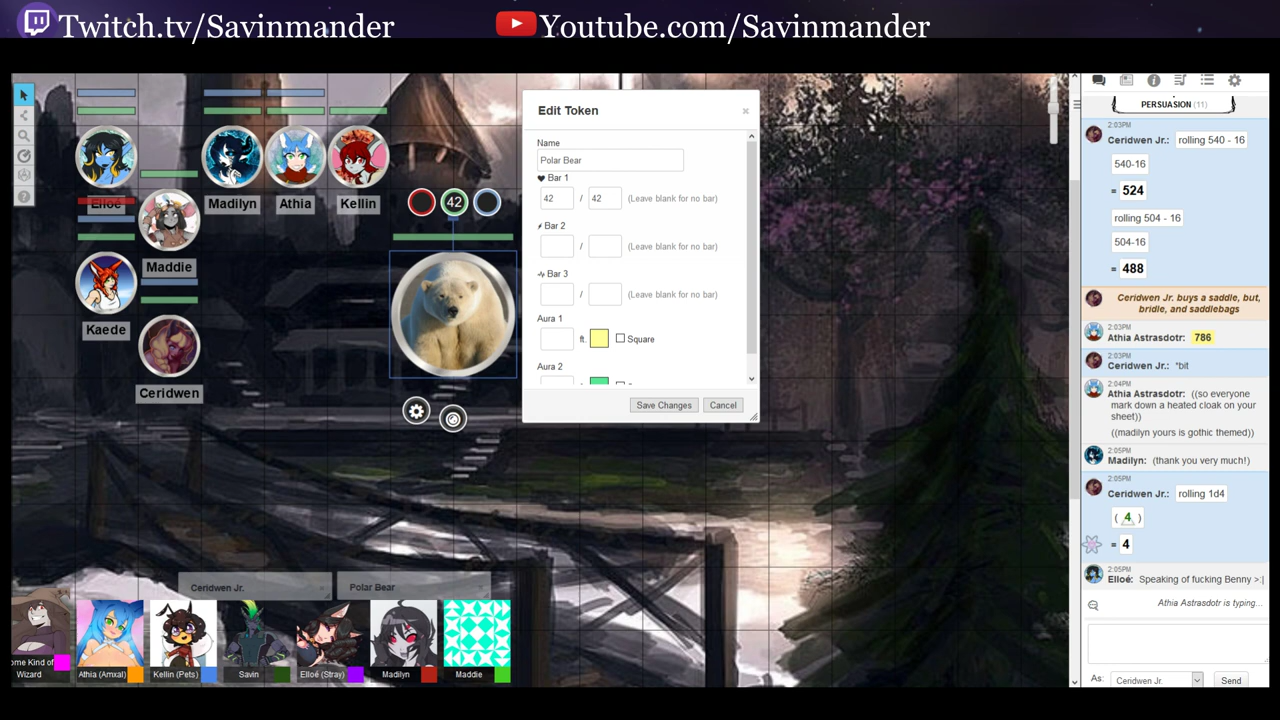 Twitch.tv/Savinmander
Youtube.com/Savinmander
Elloé
Madilyn
Athia
Kellin
Maddie
Kaede
Ceridwen
42
Edit Token
×
Name
Polar Bear
Bar 1
42 / 42 (Leave blank for no bar)
Bar 2
/ (Leave blank for no bar)
Bar 3
/ (Leave blank for no bar)
Aura 1
ft. Square
Aura 2
Save Changes
Cancel
Ceridwen Jr.
Polar Bear
ome Kind of
Wizard
Athia (Amxal)
Kellin (Pets)
Savin
Elloé (Stray)
Madilyn
Maddie
PERSUASION (11)
2:03PM
Ceridwen Jr.: rolling 540 - 16
540-16
= 524
rolling 504 - 16
504-16
= 488
Ceridwen Jr. buys a saddle, but,
bridle, and saddlebags
2:03PM
Athia Astrasdotr: 786
2:03PM
Ceridwen Jr.: *bit
2:04PM
Athia Astrasdotr: ((so everyone
mark down a heated cloak on your
sheet))
((madilyn yours is gothic themed))
2:05PM
Madilyn: (thank you very much!)
2:05PM
Ceridwen Jr.: rolling 1d4
( 4 )
= 4
2:05PM
Elloé: Speaking of fucking Benny >:|
Athia Astrasdotr is typing...
As: Ceridwen Jr. Send